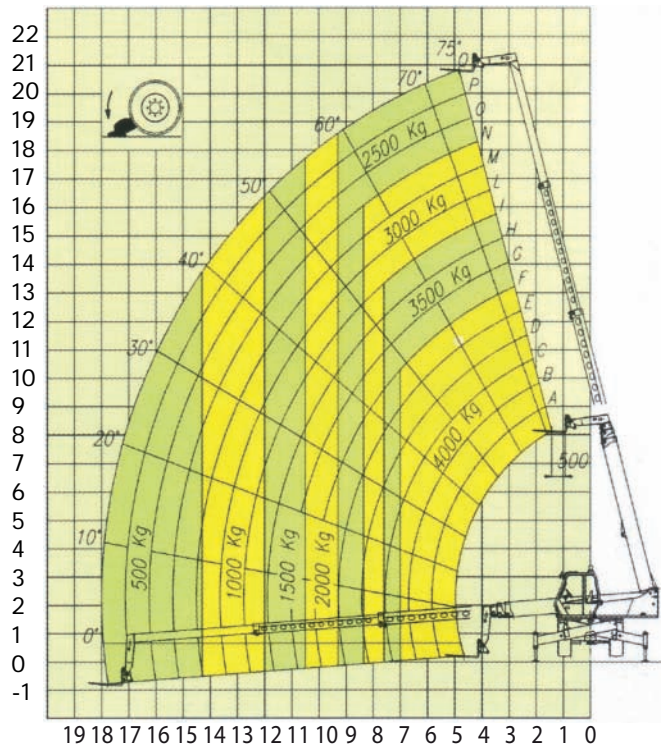 22
21
20
19
18
17
16
15
14
13
12
11
10
9
8
7
6
5
4
3
2
1
0
-1
75°
70°
60°
50°
40°
30°
20°
10°
0°
O
P
O
N
M
L
I
H
G
F
E
D
C
B
A
2500 Kg
3000 Kg
3500 Kg
4000 Kg
500
500 Kg
1000 Kg
1500 Kg
2000 Kg
19 18 17 16 15 14 13 12 11 10 9 8 7 6 5 4 3 2 1 0